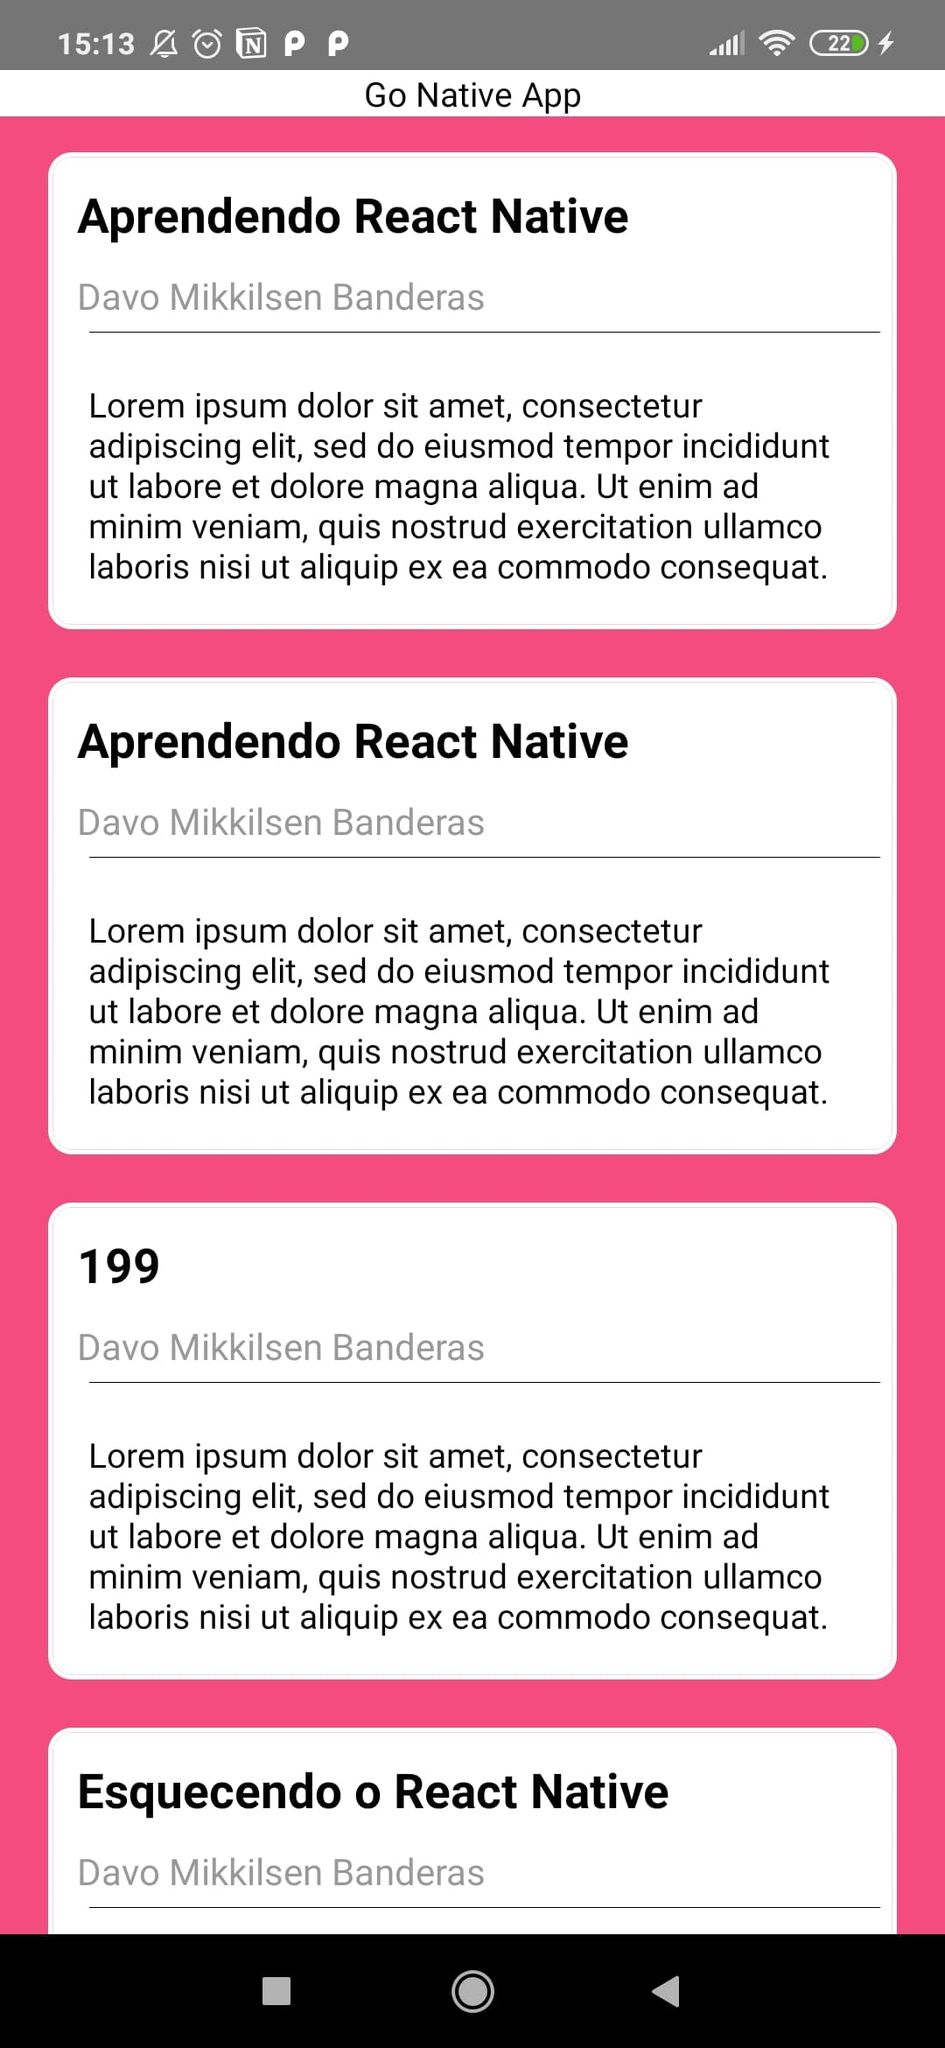 15:13
22
Go Native App
Aprendendo React Native
Davo Mikkilsen Banderas
Lorem ipsum dolor sit amet, consectetur
adipiscing elit, sed do eiusmod tempor incididunt
ut labore et dolore magna aliqua. Ut enim ad
minim veniam, quis nostrud exercitation ullamco
laboris nisi ut aliquip ex ea commodo consequat.
Aprendendo React Native
Davo Mikkilsen Banderas
Lorem ipsum dolor sit amet, consectetur
adipiscing elit, sed do eiusmod tempor incididunt
ut labore et dolore magna aliqua. Ut enim ad
minim veniam, quis nostrud exercitation ullamco
laboris nisi ut aliquip ex ea commodo consequat.
199
Davo Mikkilsen Banderas
Lorem ipsum dolor sit amet, consectetur
adipiscing elit, sed do eiusmod tempor incididunt
ut labore et dolore magna aliqua. Ut enim ad
minim veniam, quis nostrud exercitation ullamco
laboris nisi ut aliquip ex ea commodo consequat.
Esquecendo o React Native
Davo Mikkilsen Banderas